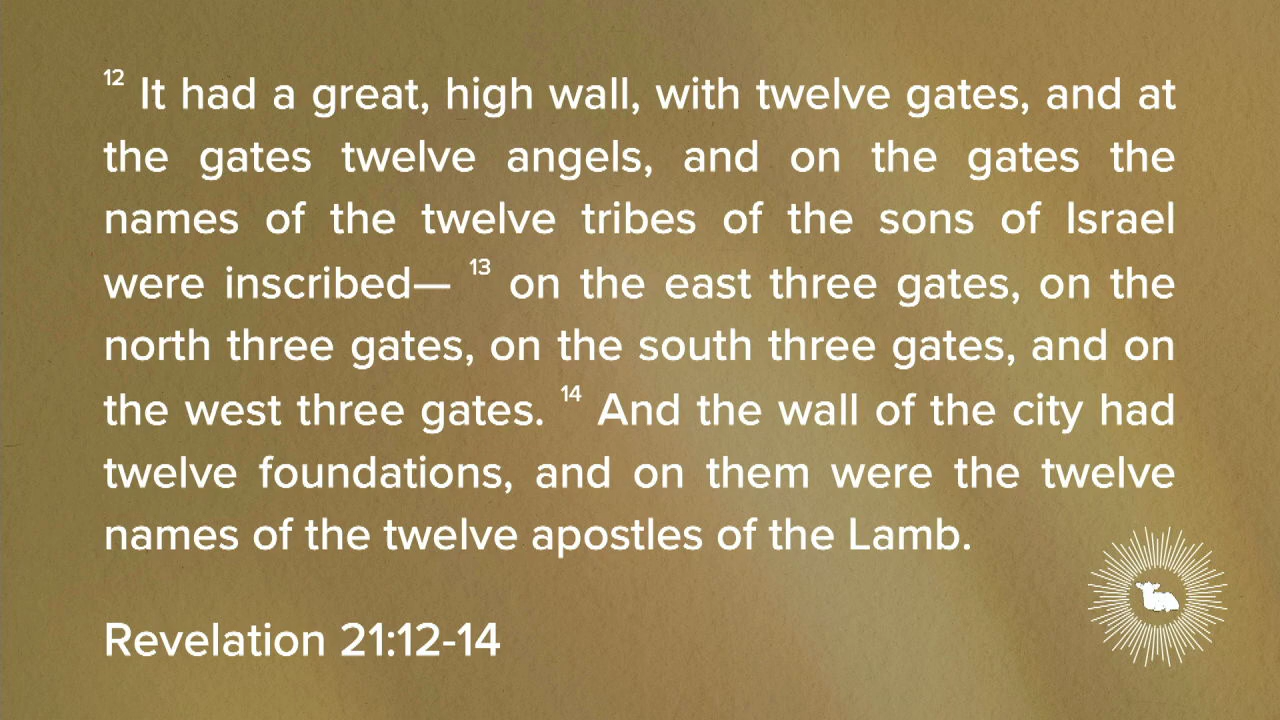 12 It had a great, high wall, with twelve gates, and at
the gates twelve angels, and on the gates the
names of the twelve tribes of the sons of Israel
were inscribed— 13 on the east three gates, on the
north three gates, on the south three gates, and on
the west three gates. 14 And the wall of the city had
twelve foundations, and on them were the twelve
names of the twelve apostles of the Lamb.
Revelation 21:12-14